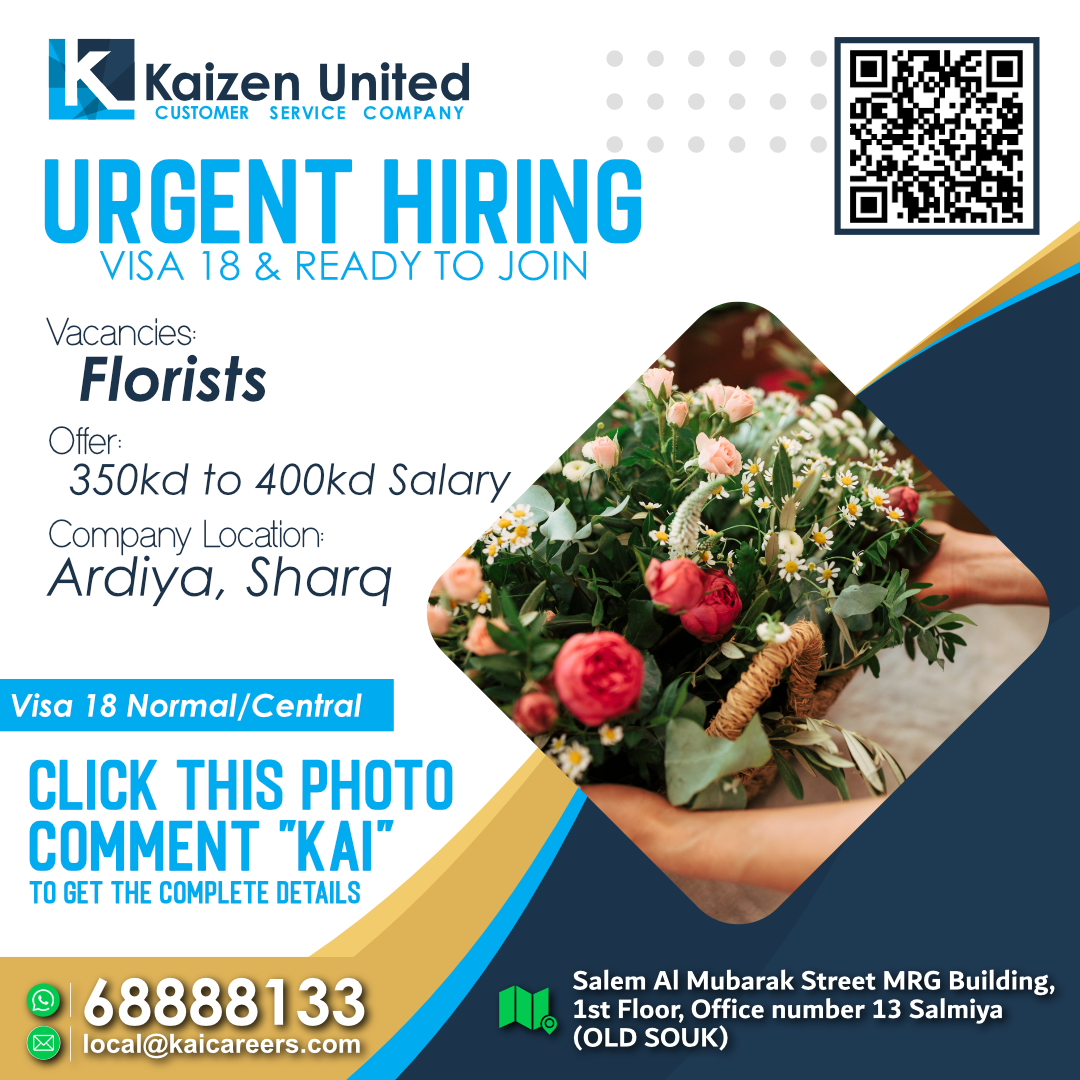 K Kaizen United
CUSTOMER SERVICE COMPANY
URGENT HIRING
VISA 18 & READY TO JOIN
Vacancies:
Florists
Offer:
350kd to 400kd Salary
Company Location:
Ardiya, Sharq
Visa 18 Normal/Central
CLICK THIS PHOTO
COMMENT "KAI"
TO GET THE COMPLETE DETAILS
68888133
local@kaicareers.com
Salem Al Mubarak Street MRG Building,
1st Floor, Office number 13 Salmiya
(OLD SOUK)